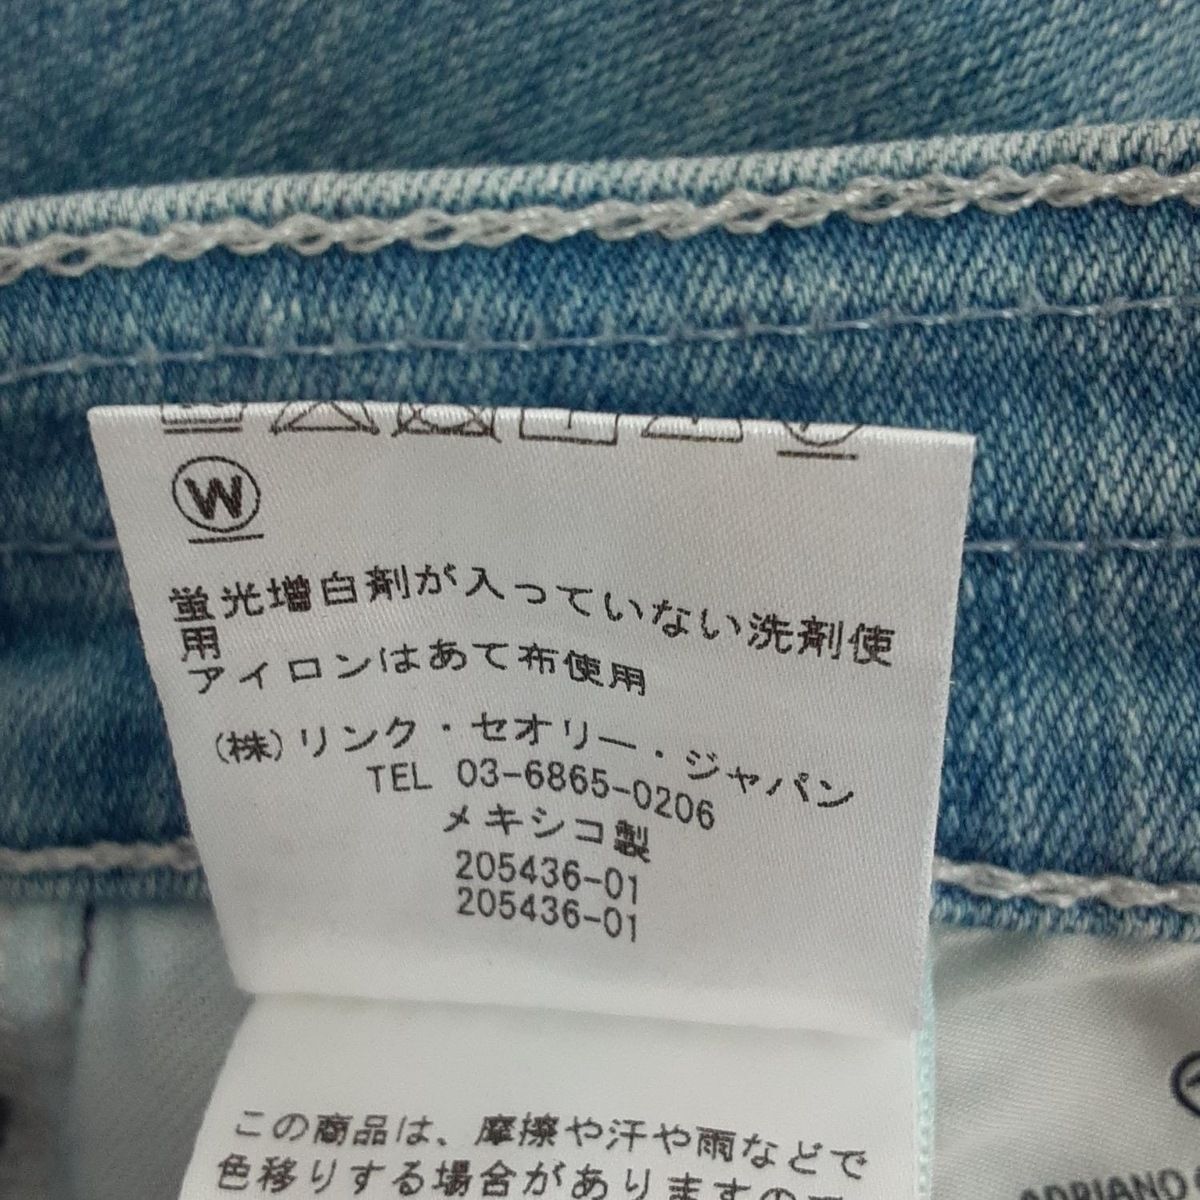 W
蛍光増白剤が入っていない洗剤使
用
アイロンはあて布使用
(株)リンク・セオリー・ジャパン
TEL 03-6865-0206
メキシコ製
205436-01
205436-01
この商品は、摩擦や汗や雨などで
色移りする場合がありますので
ADRIANO